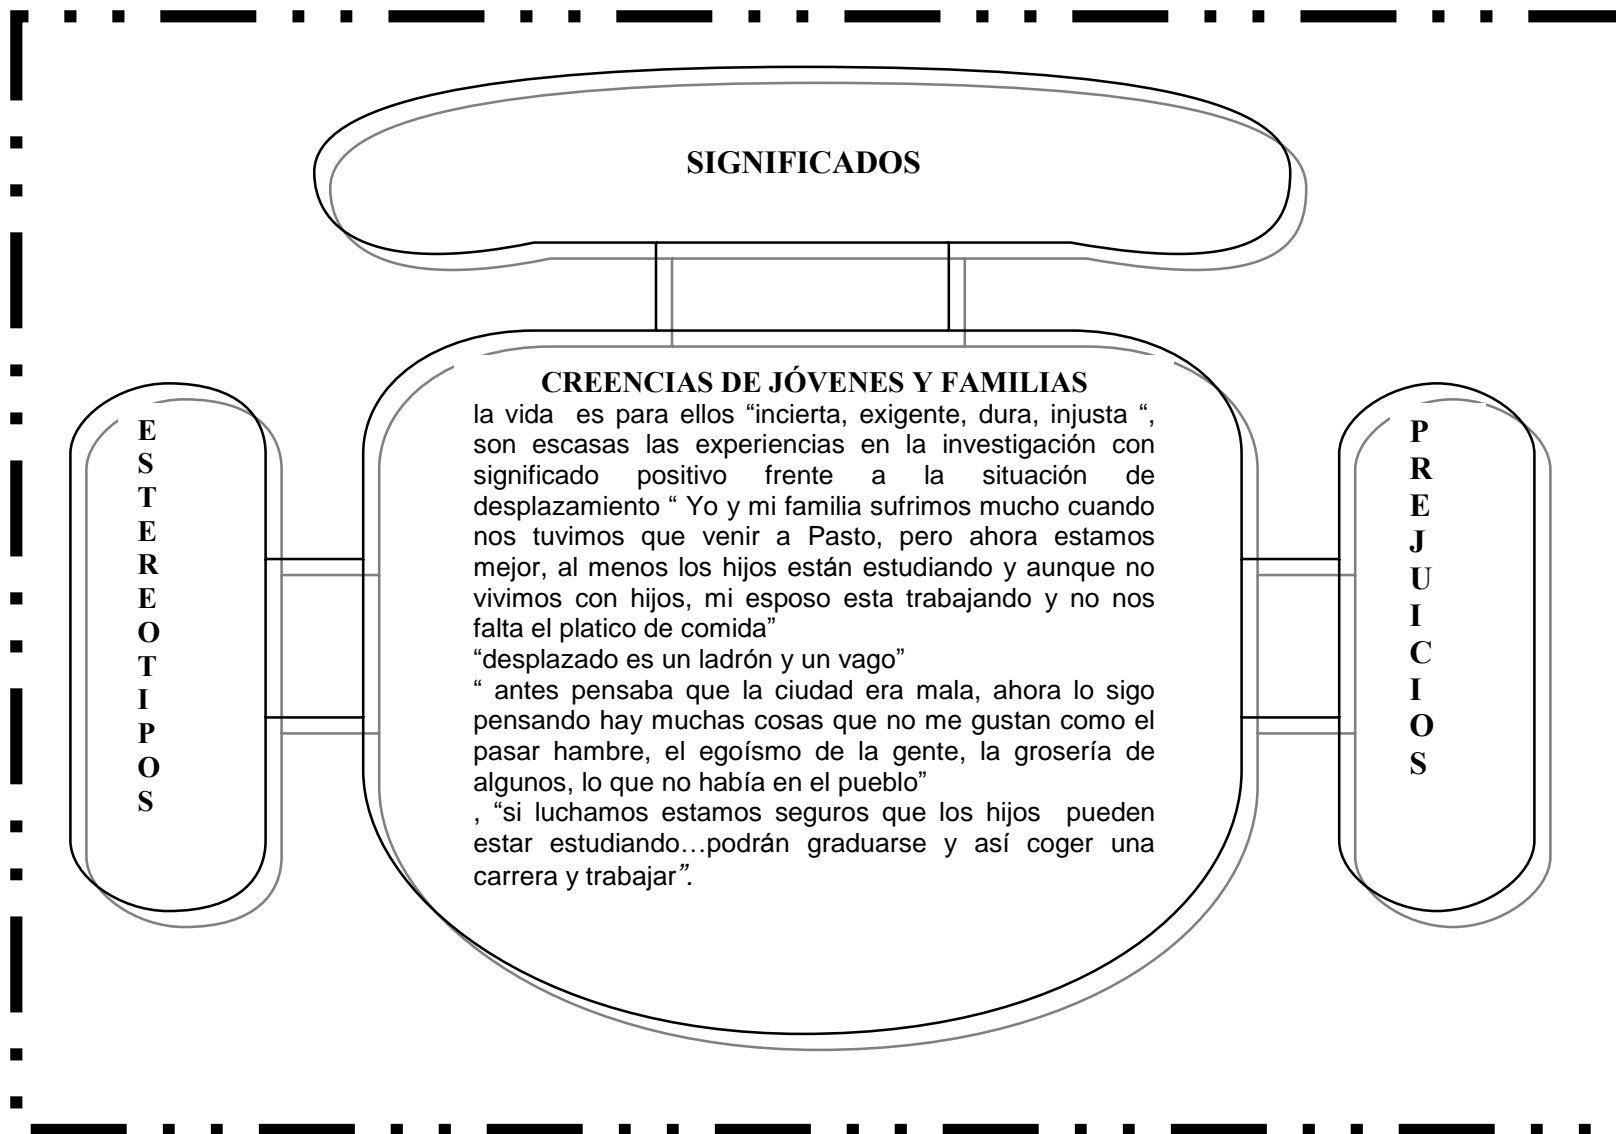 SIGNIFICADOS
CREENCIAS DE JÓVENES Y FAMILIAS
la vida es para ellos “incierta, exigente, dura, injusta “,
son escasas las experiencias en la investigación con
significado positivo frente a la situación de
desplazamiento “ Yo y mi familia sufrimos mucho cuando
nos tuvimos que venir a Pasto, pero ahora estamos
mejor, al menos los hijos están estudiando y aunque no
vivimos con hijos, mi esposo esta trabajando y no nos
falta el platico de comida”
“desplazado es un ladrón y un vago”
“ antes pensaba que la ciudad era mala, ahora lo sigo
pensando hay muchas cosas que no me gustan como el
pasar hambre, el egoísmo de la gente, la grosería de
algunos, lo que no había en el pueblo”
, “si luchamos estamos seguros que los hijos pueden
estar estudiando…podrán graduarse y así coger una
carrera y trabajar”.
E
S
T
E
R
E
O
T
I
P
O
S
P
R
E
J
U
I
C
I
O
S